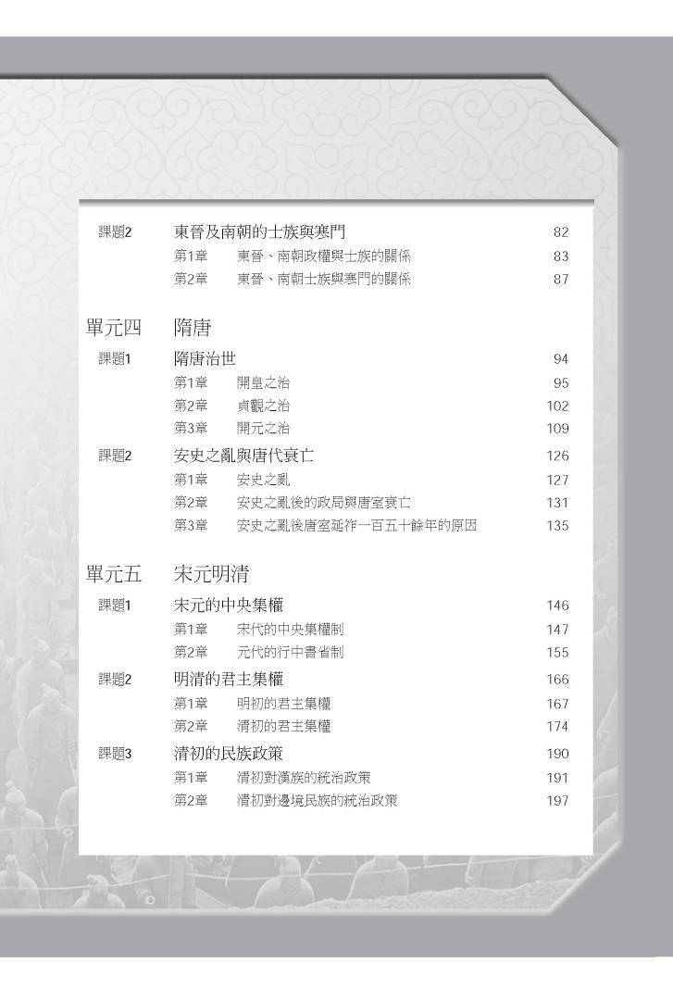 課題2 東晉及南朝的士族與寒門 82
第1章 東晉、南朝政權與士族的關係 83
第2章 東晉、南朝士族與寒門的關係 87
單元四 隋唐
課題1 隋唐治世 94
第1章 開皇之治 95
第2章 貞觀之治 102
第3章 開元之治 109
課題2 安史之亂與唐代衰亡 126
第1章 安史之亂 127
第2章 安史之亂後的政局與唐室衰亡 131
第3章 安史之亂後唐室延祚一百五十餘年的原因 135
單元五 宋元明清
課題1 宋元的中央集權 146
第1章 宋代的中央集權制 147
第2章 元代的行中書省制 155
課題2 明清的君主集權 166
第1章 明初的君主集權 167
第2章 清初的君主集權 174
課題3 清初的民族政策 190
第1章 清初對漢族的統治政策 191
第2章 清初對邊境民族的統治政策 197